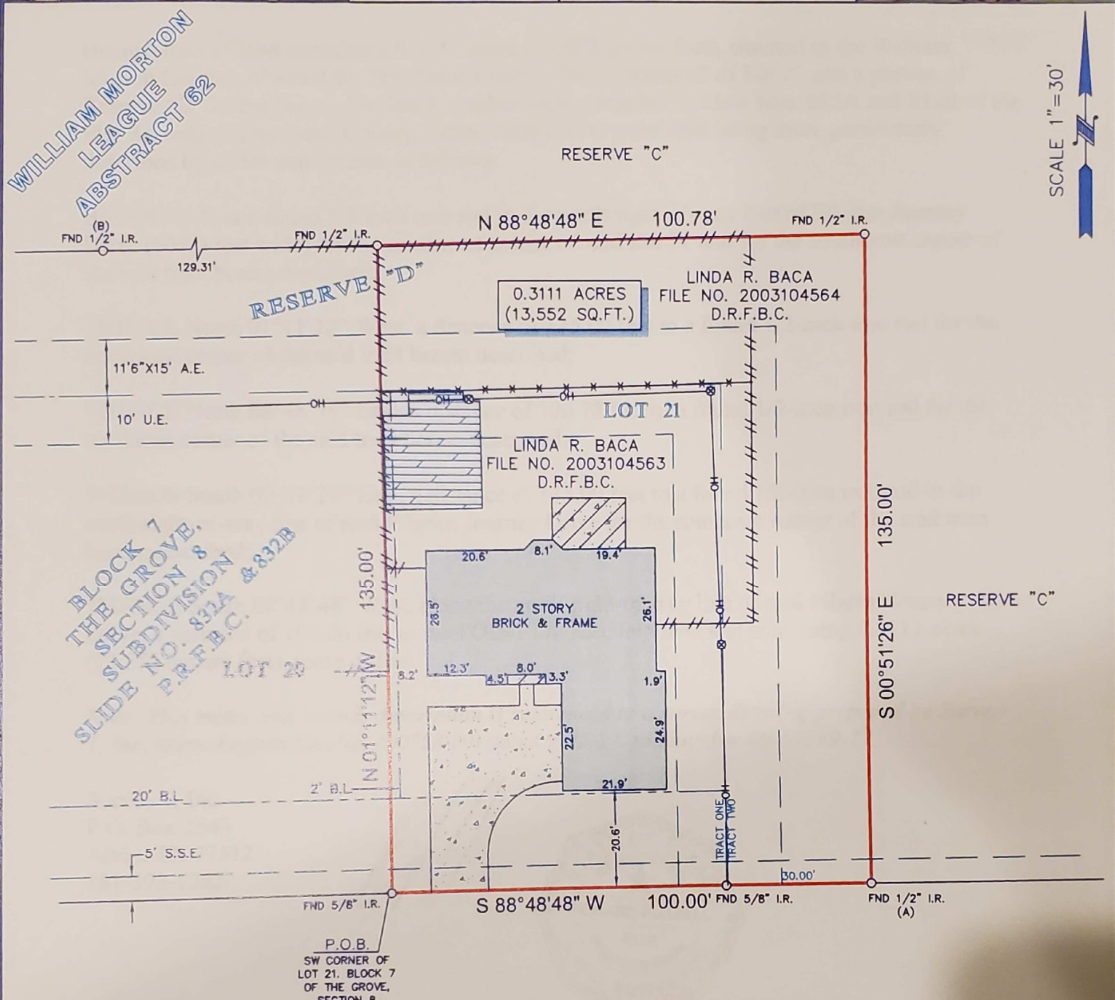 WILLIAM MORTON
LEAGUE
ABSTRACT 62
RESERVE "C"
SCALE 1"=30'
N
(B)
FND 1/2" I.R.
FND 1/2" I.R.
N 88°48'48" E 100.78'
FND 1/2" I.R.
129.31'
RESERVE "D"
0.3111 ACRES
(13,552 SQ.FT.)
LINDA R. BACA
FILE NO. 2003104564
D.R.F.B.C.
11'6"X15' A.E.
10' U.E.
OH
OH
OH
LOT 21
LINDA R. BACA
FILE NO. 2003104563
D.R.F.B.C.
OH
BLOCK 7
THE GROVE
SECTION 8
SUBDIVISION
SLIDE NO. 832A & 832B
P.R.F.B.C.
LOT 20
N 01°11'12" W 135.00'
20.6'
8.1'
19.4'
26.5'
2 STORY
BRICK & FRAME
26.1'
OH
12.3'
8.0'
4.5'
3.3'
1.9'
22.5'
24.9'
21.9'
S 00°51'26" E 135.00'
RESERVE "C"
20' B.L.
2' B.L.
OH
20.6'
TRACT ONE
TRACT TWO
5' S.S.E.
30.00'
FND 5/8" I.R.
S 88°48'48" W 100.00'
FND 5/8" I.R.
FND 1/2" I.R.
(A)
P.O.B.
SW CORNER OF
LOT 21, BLOCK 7
OF THE GROVE,
SECTION 8